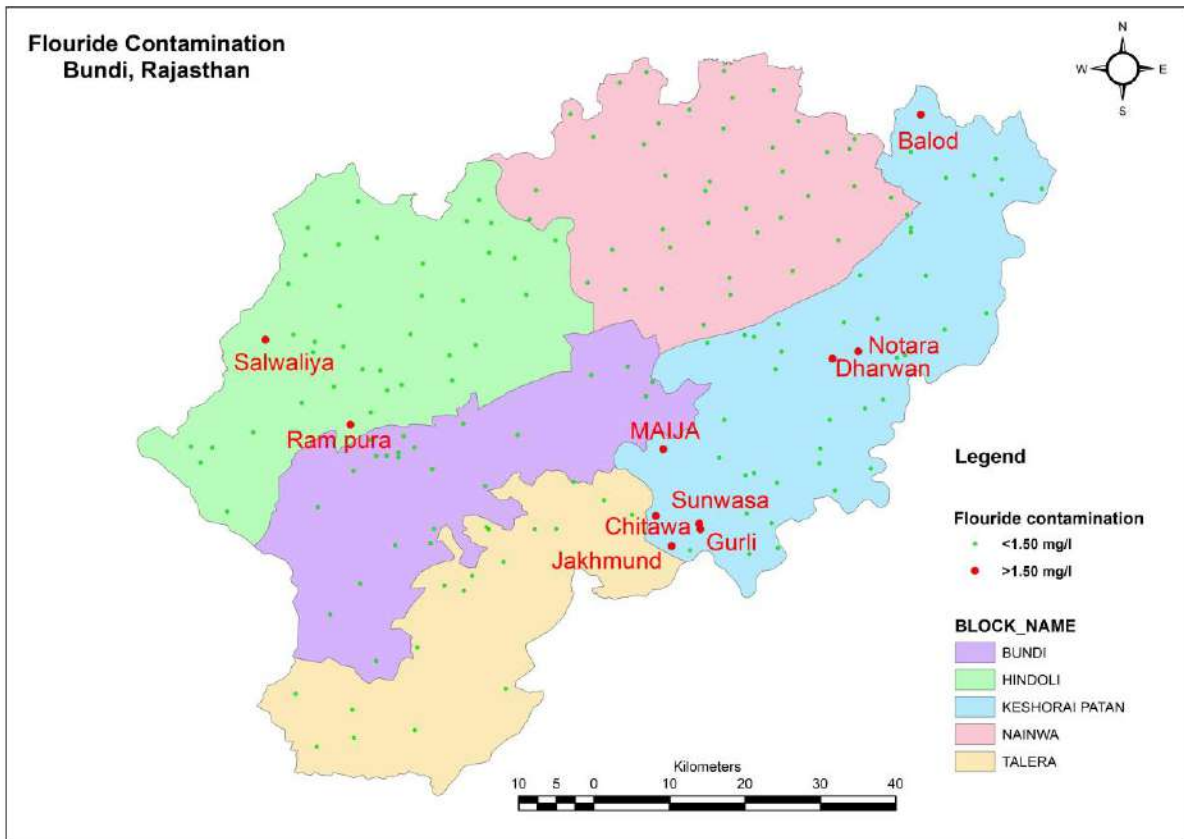 Flouride Contamination
Bundi, Rajasthan
N
W E
S
Balod
Notara
Dharwan
Salwaliya
Ram pura
MAIJA
Sunwasa
Chitawa
Gurli
Jakhmund
Legend
Flouride contamination
<1.50 mg/l
>1.50 mg/l
BLOCK_NAME
BUNDI
HINDOLI
KESHORAI PATAN
NAINWA
TALERA
Kilometers
10 5 0 10 20 30 40